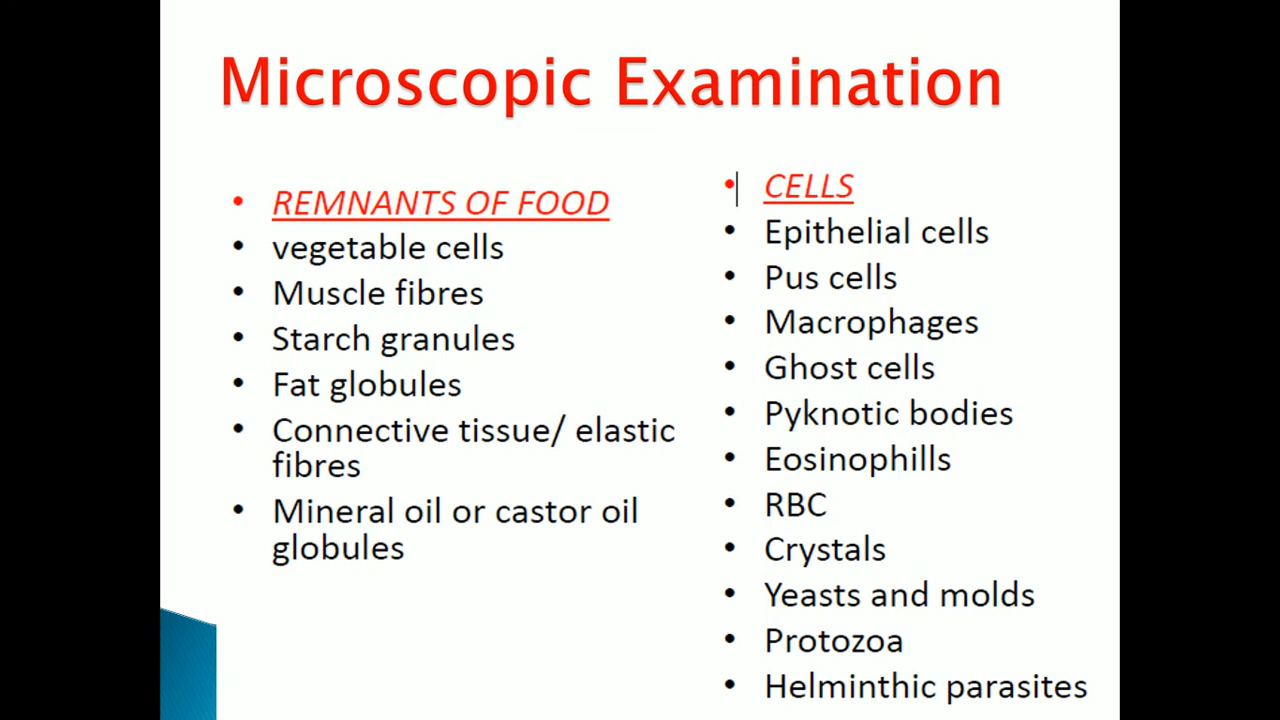 Microscopic Examination
• REMNANTS OF FOOD
• vegetable cells
• Muscle fibres
• Starch granules
• Fat globules
• Connective tissue/ elastic
fibres
• Mineral oil or castor oil
globules
• CELLS
• Epithelial cells
• Pus cells
• Macrophages
• Ghost cells
• Pyknotic bodies
• Eosinophills
• RBC
• Crystals
• Yeasts and molds
• Protozoa
• Helminthic parasites